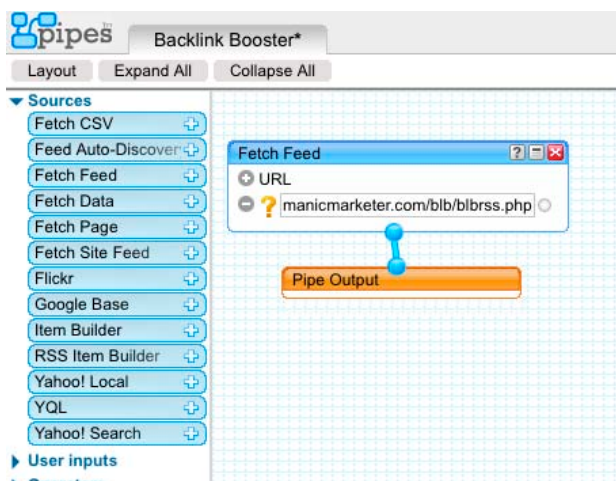 pipes
Backlink Booster*
Layout Expand All Collapse All
Sources
Fetch CSV
Feed Auto-Discover
Fetch Feed
Fetch Data
Fetch Page
Fetch Site Feed
Flickr
Google Base
Item Builder
RSS Item Builder
Yahoo! Local
YQL
Yahoo! Search
User inputs
Fetch Feed ?
URL
? manicmarketer.com/blb/blbrss.php
Pipe Output